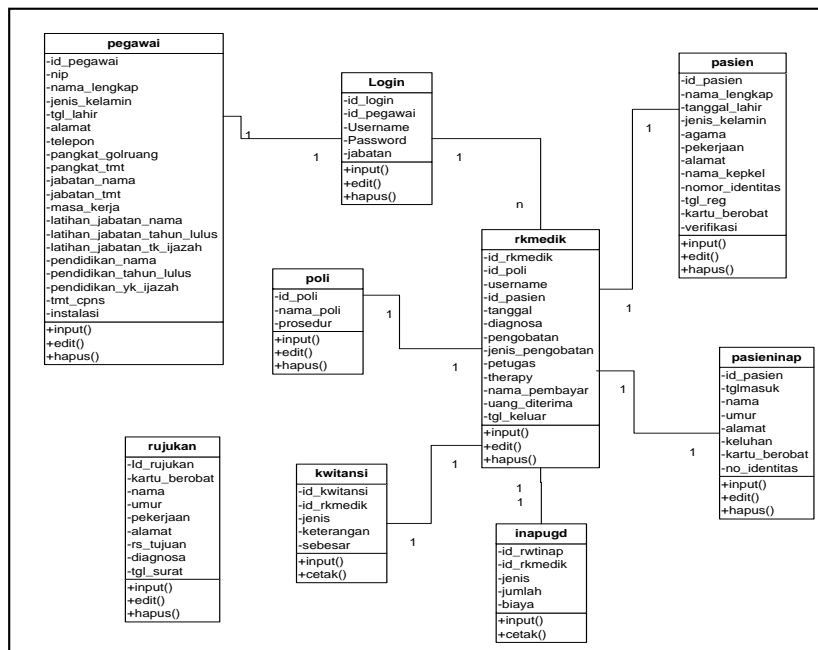 pegawai
-id_pegawai
-nip
-nama_lengkap
-jenis_kelamin
-tgl_lahir
-alamat
-telepon
-pangkat_golruang
-pangkat_tmt
-jabatan_nama
-jabatan_tmt
-masa_kerja
-latihan_jabatan_nama
-latihan_jabatan_tahun_lulus
-latihan_jabatan_tk_ijazah
-pendidikan_nama
-pendidikan_tahun_lulus
-pendidikan_yk_ijazah
-tmt_cpns
-instalasi
+input()
+edit()
+hapus()
1
1
Login
-id_login
-id_pegawai
-Username
-Password
-jabatan
+input()
+edit()
+hapus()
1
n
pasien
-id_pasien
-nama_lengkap
-tanggal_lahir
-jenis_kelamin
-agama
-pekerjaan
-alamat
-nama_kepkel
-nomor_identitas
-tgl_reg
-kartu_berobat
-verifikasi
+input()
+edit()
+hapus()
1
1
rkmedik
-id_rkmedik
-id_poli
-username
-id_pasien
-tanggal
-diagnosa
-pengobatan
-jenis_pengobatan
-petugas
-therapy
-nama_pembayar
-uang_diterima
-tgl_keluar
+input()
+edit()
+hapus()
poli
-id_poli
-nama_poli
-prosedur
+input()
+edit()
+hapus()
1
1
pasieninap
-id_pasien
-tglmasuk
-nama
-umur
-alamat
-keluhan
-kartu_berobat
-no_identitas
+input()
+edit()
+hapus()
1
1
rujukan
-Id_rujukan
-kartu_berobat
-nama
-umur
-pekerjaan
-alamat
-rs_tujuan
-diagnosa
-tgl_surat
+input()
+edit()
+hapus()
kwitansi
-id_kwitansi
-id_rkmedik
-jenis
-keterangan
-sebesar
+input()
+cetak()
1
1
1
1
inapugd
-id_rwtinap
-id_rkmedik
-jenis
-jumlah
-biaya
+input()
+cetak()